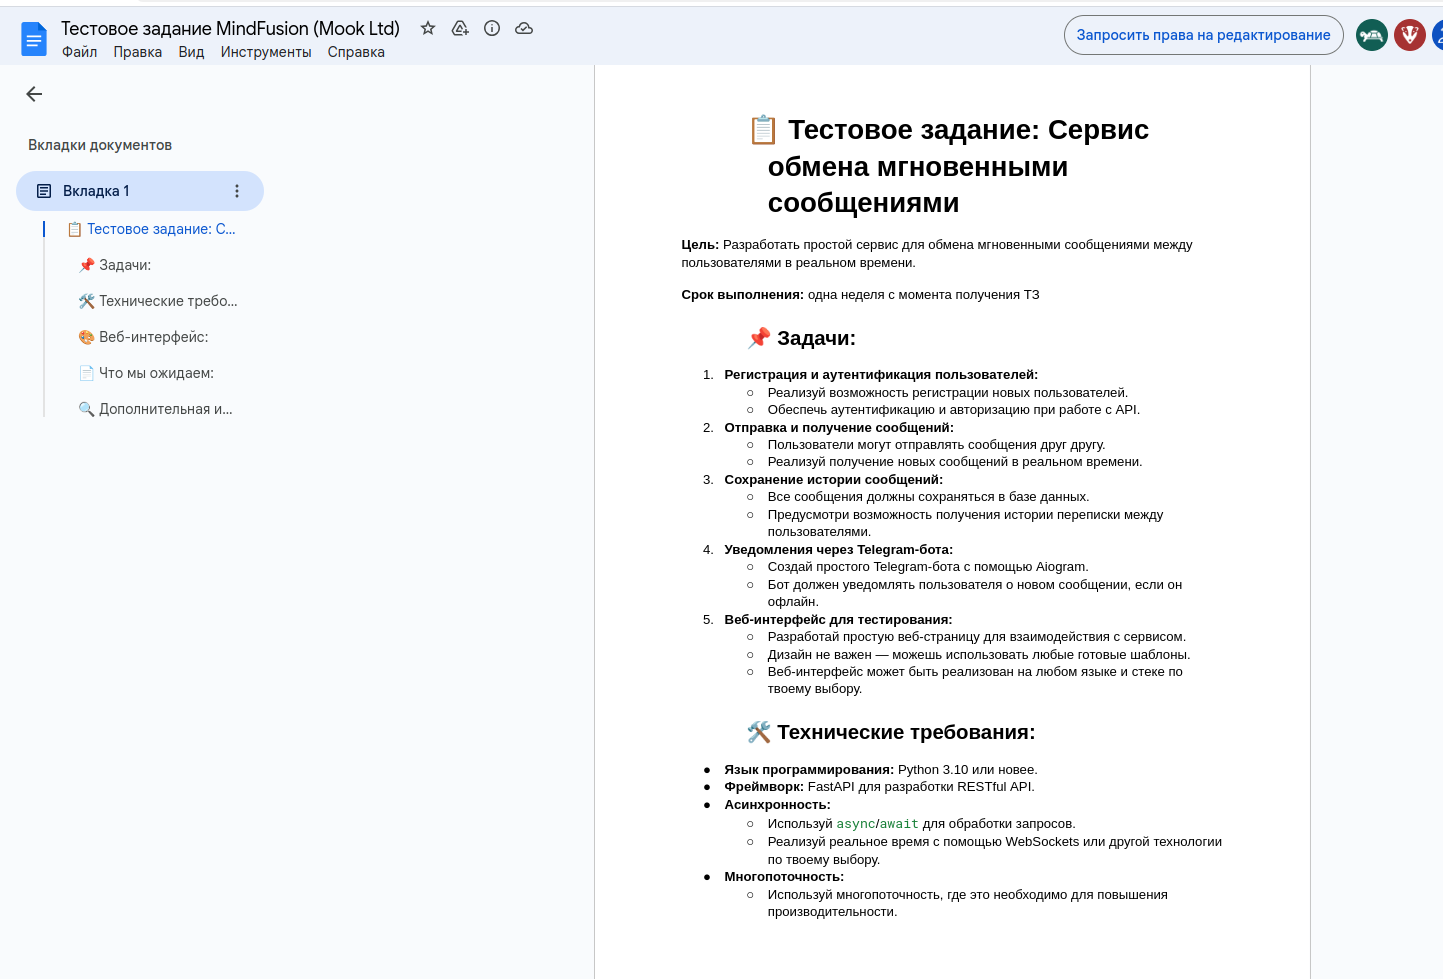 Тестовое задание MindFusion (Mook Ltd)
Файл Правка Вид Инструменты Справка
Запросить права на редактирование
Вкладки документов
Вкладка 1
📋 Тестовое задание: С...
📌 Задачи:
🛠️ Технические требо...
🎨 Веб-интерфейс:
📄 Что мы ожидаем:
🔍 Дополнительная и...
📋 Тестовое задание: Сервис
обмена мгновенными
сообщениями
Цель: Разработать простой сервис для обмена мгновенными сообщениями между
пользователями в реальном времени.
Срок выполнения: одна неделя с момента получения ТЗ
📌 Задачи:
1. Регистрация и аутентификация пользователей:
○ Реализуй возможность регистрации новых пользователей.
○ Обеспечь аутентификацию и авторизацию при работе с API.
2. Отправка и получение сообщений:
○ Пользователи могут отправлять сообщения друг другу.
○ Реализуй получение новых сообщений в реальном времени.
3. Сохранение истории сообщений:
○ Все сообщения должны сохраняться в базе данных.
○ Предусмотри возможность получения истории переписки между
пользователями.
4. Уведомления через Telegram-бота:
○ Создай простого Telegram-бота с помощью Aiogram.
○ Бот должен уведомлять пользователя о новом сообщении, если он
офлайн.
5. Веб-интерфейс для тестирования:
○ Разработай простую веб-страницу для взаимодействия с сервисом.
○ Дизайн не важен — можешь использовать любые готовые шаблоны.
○ Веб-интерфейс может быть реализован на любом языке и стеке по
твоему выбору.
🛠️ Технические требования:
● Язык программирования: Python 3.10 или новее.
● Фреймворк: FastAPI для разработки RESTful API.
● Асинхронность:
○ Используй async/await для обработки запросов.
○ Реализуй реальное время с помощью WebSockets или другой технологии
по твоему выбору.
● Многопоточность:
○ Используй многопоточность, где это необходимо для повышения
производительности.